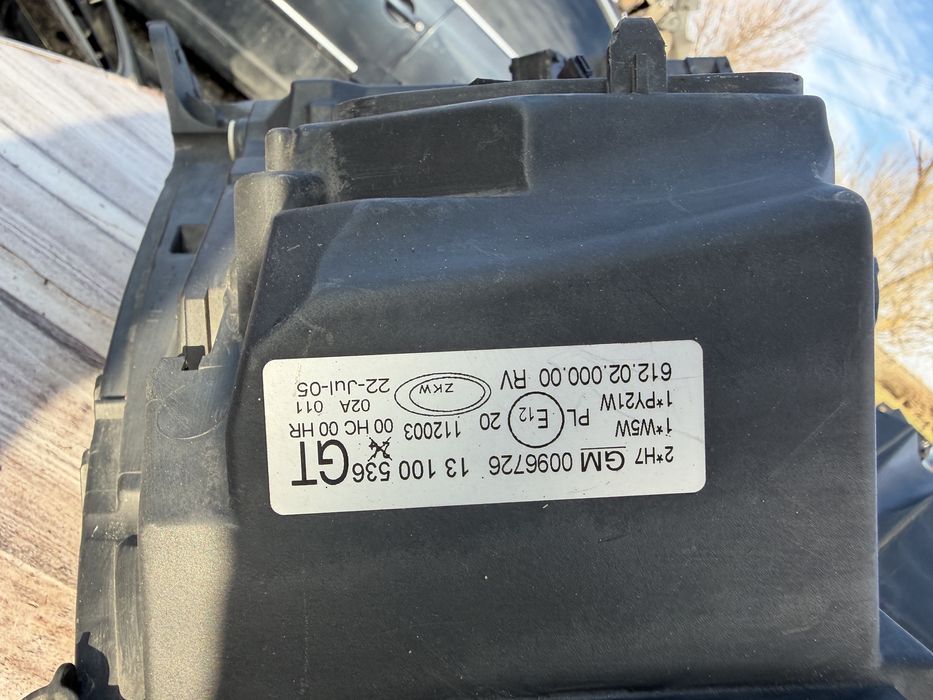 2*H7 GM 0096726 13 100 536 GT
1*W5W
1*PY21W PL E12 20 112003 00 HC 00 HR
02A 011
612.02.000.00 RV ZKW 22-Jul-05